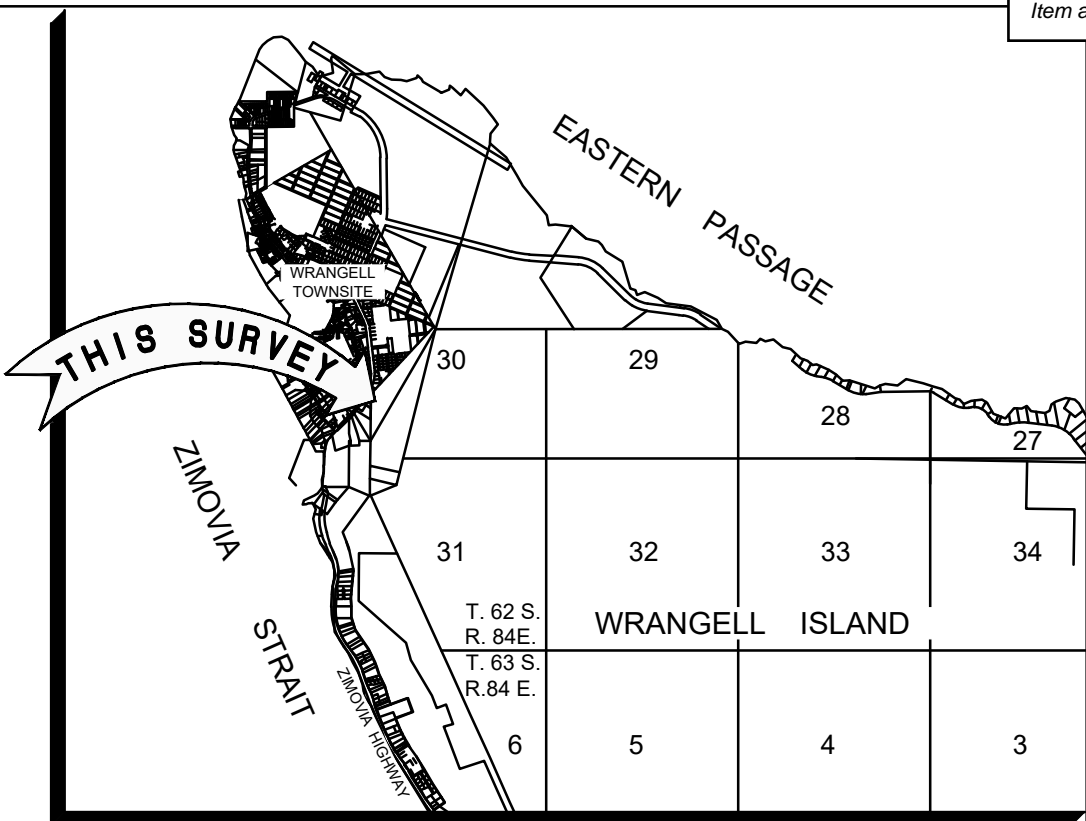 Item a
EASTERN PASSAGE
WRANGELL
TOWNSITE
THIS SURVEY
30
29
28
27
ZIMOVIA
STRAIT
31
32
33
34
T. 62 S.
R. 84E.
WRANGELL ISLAND
T. 63 S.
R.84 E.
ZIMOVIA HIGHWAY
6
5
4
3